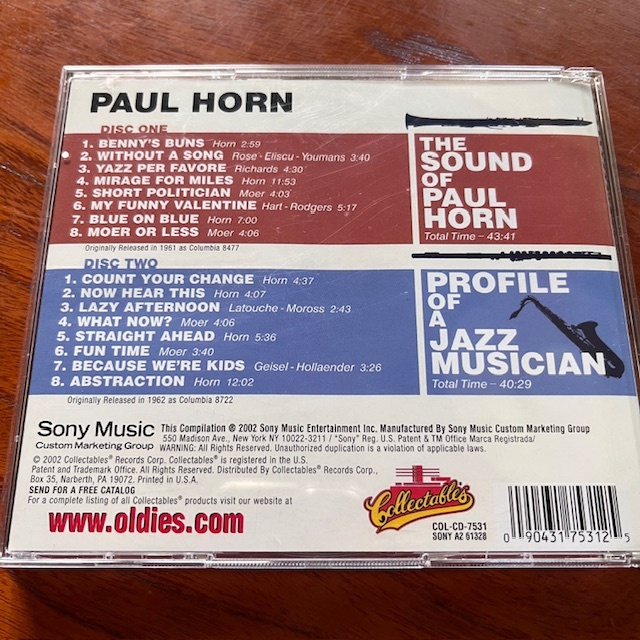 PAUL HORN
DISC ONE
1. BENNY'S BUNS Horn 2:59
2. WITHOUT A SONG Rose - Eliscu - Youmans 3:40
3. YAZZ PER FAVORE Richards 4:30
4. MIRAGE FOR MILES Horn 11:53
5. SHORT POLITICIAN Moer 4:03
6. MY FUNNY VALENTINE Hart - Rodgers 5:17
7. BLUE ON BLUE Horn 7:00
8. MOER OR LESS Moer 4:06
Originally Released in 1961 as Columbia 8477
THE
SOUND
OF
PAUL
HORN
Total Time – 43:41
DISC TWO
1. COUNT YOUR CHANGE Horn 4:37
2. NOW HEAR THIS Horn 4:07
3. LAZY AFTERNOON Latouche - Moross 2:43
4. WHAT NOW? Moer 4:06
5. STRAIGHT AHEAD Horn 5:36
6. FUN TIME Moer 3:40
7. BECAUSE WE'RE KIDS Geisel - Hollaender 3:26
8. ABSTRACTION Horn 12:02
Originally Released in 1962 as Columbia 8722
PROFILE
OF
A
JAZZ
MUSICIAN
Total Time – 40:29
Sony Music
Custom Marketing Group
This Compilation ℗ 2002 Sony Music Entertainment Inc. Manufactured By Sony Music Custom Marketing Group
550 Madison Ave., New York NY 10022-3211 / "Sony" Reg. U.S. Patent & TM Office Marca Registrada/
WARNING: All Rights Reserved. Unauthorized duplication is a violation of applicable laws.
© 2002 Collectables® Records Corp. Collectables® is registered in the U.S.
Patent and Trademark Office. All Rights Reserved. Distributed By Collectables® Records Corp.,
Box 35, Narberth, PA 19072. Printed in U.S.A.
SEND FOR A FREE CATALOG
For a complete listing of all Collectables® products visit our website at
www.oldies.com
Collectables
COL-CD-7531
SONY A2 61328
0 90431 75312 5